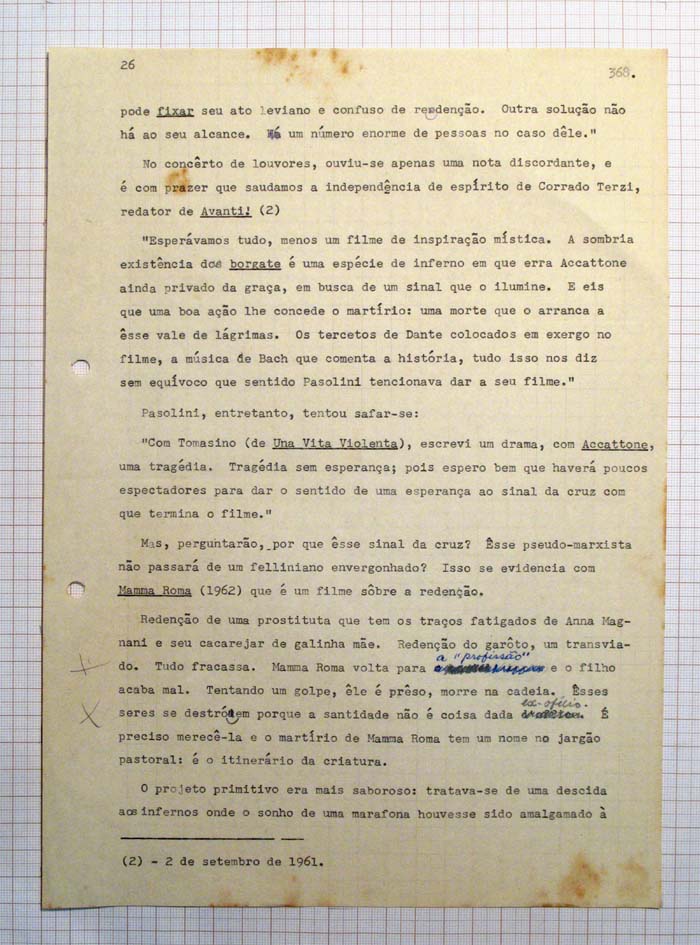 26
368.
pode fixar seu ato leviano e confuso de redenção. Outra solução não
há ao seu alcance. Há um número enorme de pessoas no caso dêle."
No concêrto de louvores, ouviu-se apenas uma nota discordante, e
é com prazer que saudamos a independência de espírito de Corrado Terzi,
redator de Avanti! (2)
"Esperávamos tudo, menos um filme de inspiração mística. A sombria
existência dos borgate é uma espécie de inferno em que erra Accattone
ainda privado da graça, em busca de um sinal que o ilumine. E eis
que uma boa ação lhe concede o martírio: uma morte que o arranca a
êsse vale de lágrimas. Os tercetos de Dante colocados em exergo no
filme, a música de Bach que comenta a história, tudo isso nos diz
sem equívoco que sentido Pasolini tencionava dar a seu filme."
Pasolini, entretanto, tentou safar-se:
"Com Tomasino (de Una Vita Violenta), escrevi um drama, com Accattone,
uma tragédia. Tragédia sem esperança; pois espero bem que haverá poucos
espectadores para dar o sentido de uma esperança ao sinal da cruz com
que termina o filme."
Mas, perguntarão, por que êsse sinal da cruz? Êsse pseudo-marxista
não passará de um felliniano envergonhado? Isso se evidencia com
Mamma Roma (1962) que é um filme sôbre a redenção.
Redenção de uma prostituta que tem os traços fatigados de Anna Mag-
nani e seu cacarejar de galinha mãe. Redenção do garôto, um transvia-
do. Tudo fracassa. Mamma Roma volta para a "profissão" e o filho
acaba mal. Tentando um golpe, êle é prêso, morre na cadeia. Êsses
seres se destróem porque a santidade não é coisa dada ex-ofício. É
preciso merecê-la e o martírio de Mamma Roma tem um nome no jargão
pastoral: é o itinerário da criatura.
O projeto primitivo era mais saboroso: tratava-se de uma descida
aos infernos onde o sonho de uma marafona houvesse sido amalgamado à
(2) - 2 de setembro de 1961.